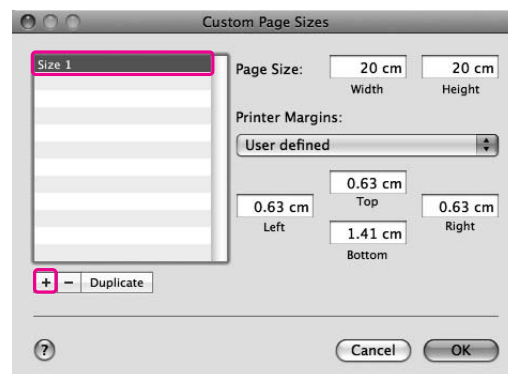 Custom Page Sizes
Size 1
Page Size:
20 cm
20 cm
Width
Height
Printer Margins:
User defined
0.63 cm
Top
0.63 cm
Left
0.63 cm
Right
1.41 cm
Bottom
+ − Duplicate
?
Cancel
OK